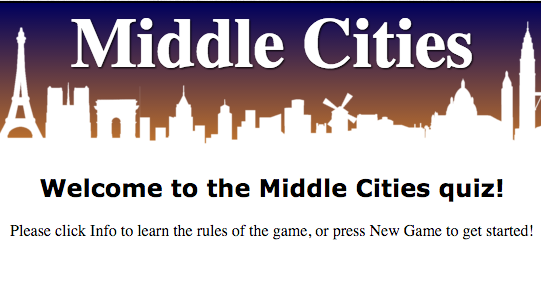 Middle Cities
Welcome to the Middle Cities quiz!
Please click Info to learn the rules of the game, or press New Game to get started!